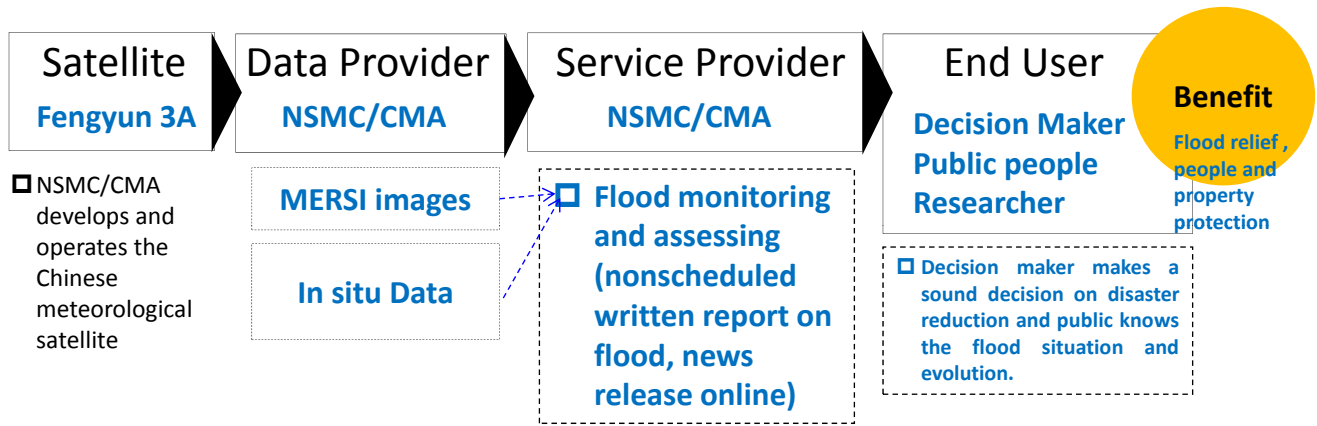 Satellite
Fengyun 3A
NSMC/CMA
develops and
operates the
Chinese
meteorological
satellite
Data Provider
NSMC/CMA
MERSI images
In situ Data
Service Provider
NSMC/CMA
Flood monitoring
and assessing
(nonscheduled
written report on
flood, news
release online)
End User
Decision Maker
Public people
Researcher
Decision maker makes a
sound decision on disaster
reduction and public knows
the flood situation and
evolution.
Benefit
Flood relief ,
people and
property
protection